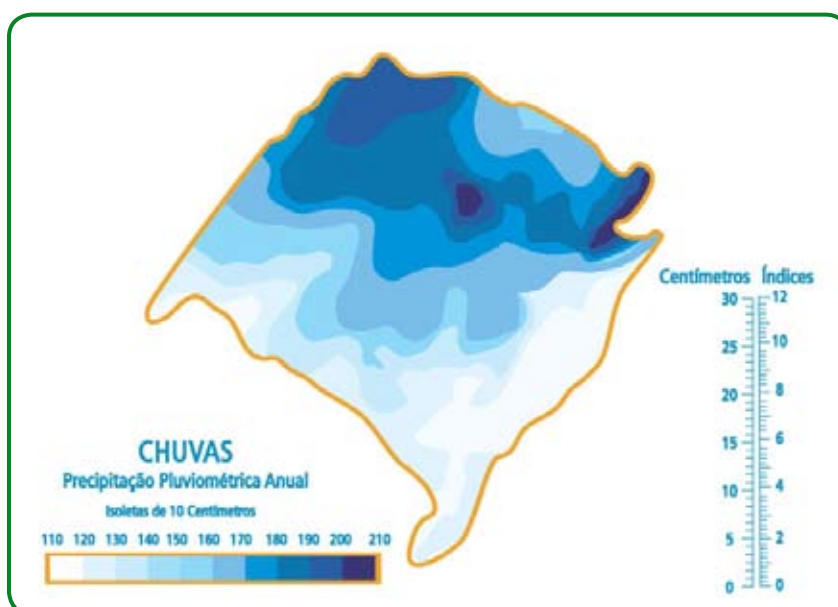 Centímetros Índices
30 12
25 10
20 8
15 6
10 4
5 2
0 0
CHUVAS
Precipitação Pluviométrica Anual
Isoietas de 10 Centímetros
110 120 130 140 150 160 170 180 190 200 210